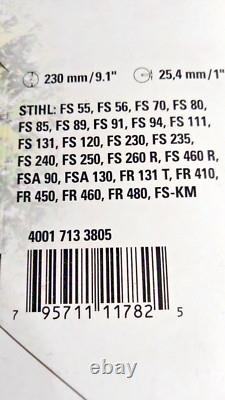 230 mm/9.1" 25,4 mm/1"
STIHL: FS 55, FS 56, FS 70, FS 80,
FS 85, FS 89, FS 91, FS 94, FS 111,
FS 131, FS 120, FS 230, FS 235,
FS 240, FS 250, FS 260 R, FS 460 R,
FSA 90, FSA 130, FR 131 T, FR 410,
FR 450, FR 460, FR 480, FS-KM
4001 713 3805
7 95711 11782 5
ebay